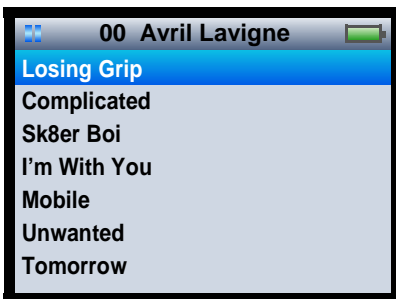 00 Avril Lavigne
Losing Grip
Complicated
Sk8er Boi
I'm With You
Mobile
Unwanted
Tomorrow